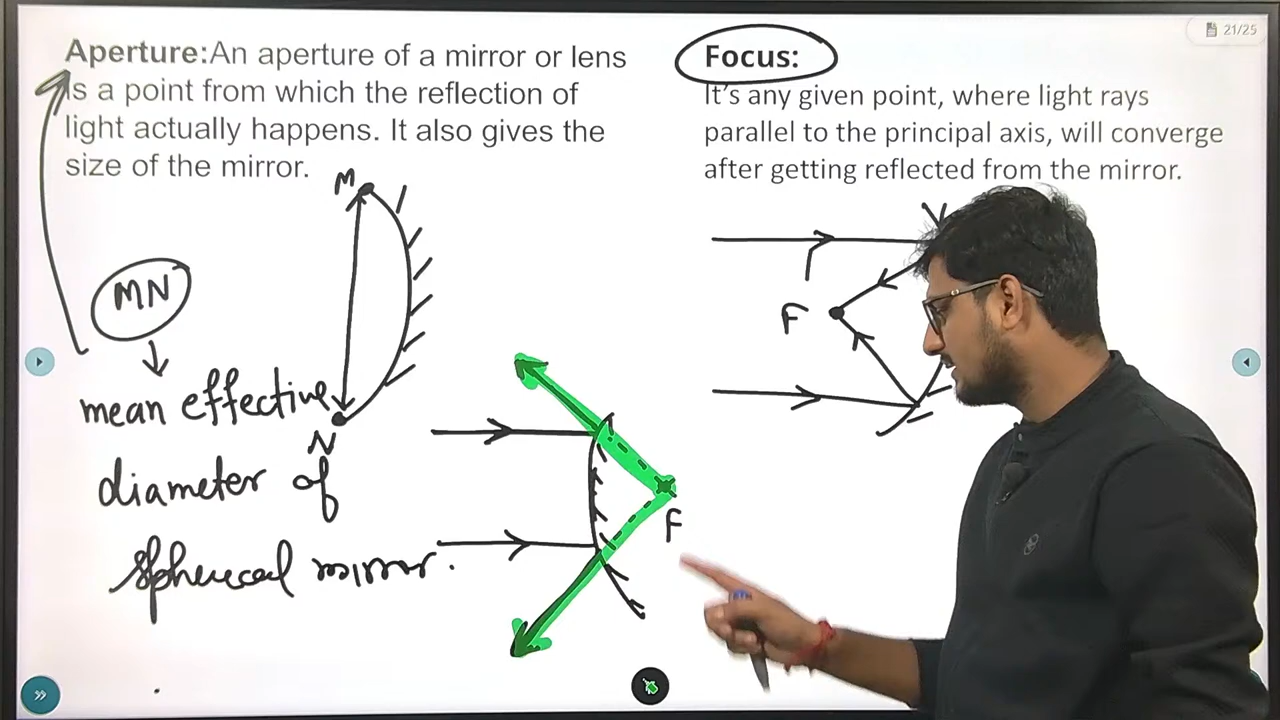 21/25
Aperture:An aperture of a mirror or lens
is a point from which the reflection of
light actually happens. It also gives the
size of the mirror.
Focus:
It's any given point, where light rays
parallel to the principal axis, will converge
after getting reflected from the mirror.
M
MN
F
mean effective
N
diameter of
F
spherical mirror.